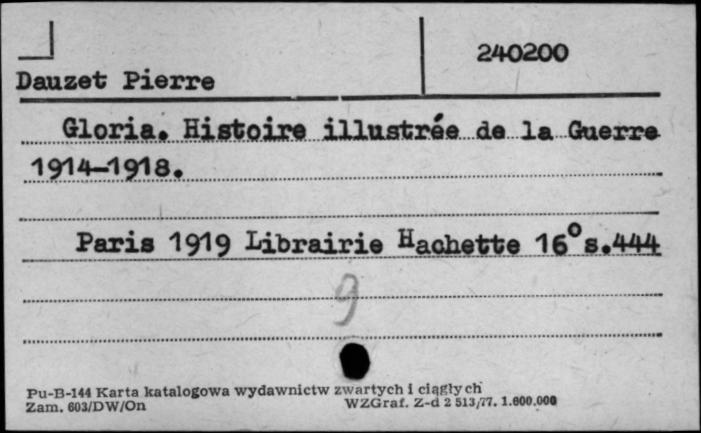 240200
Dauzet Pierre
Gloria. Histoire illustrée de la Guerre
1914-1918.
Paris 1919 Librairie Hachette 16° s.444
9
Pu-B-144 Karta katalogowa wydawnictw zwartych i ciągłych
Zam. 603/DW/On WZGraf. Z-d 2 513/77. 1.600.000